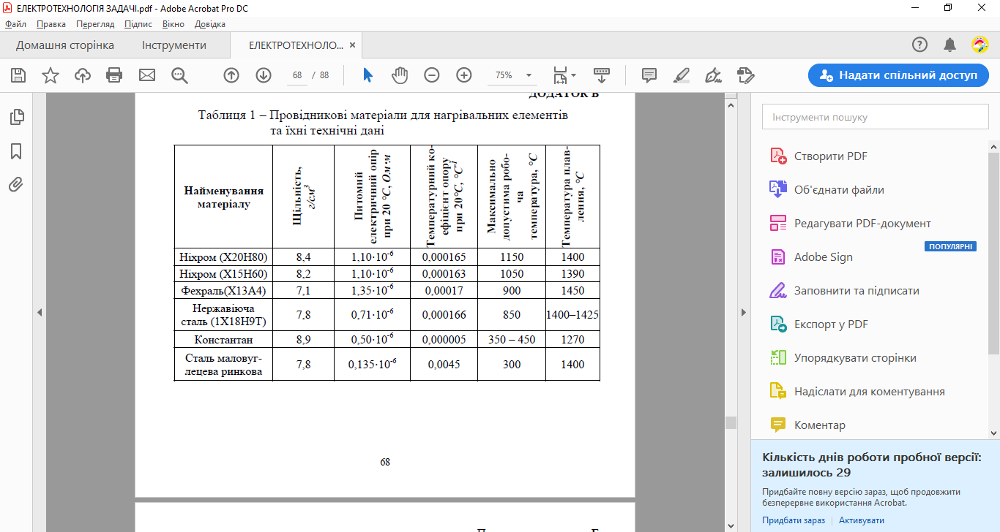 ЕЛЕКТРОТЕХНОЛОГІЯ ЗАДАЧІ.pdf - Adobe Acrobat Pro DC
Файл Правка Перегляд Підпис Вікно Довідка
Домашня сторінка Інструменти ЕЛЕКТРОТЕХНОЛО... ×
68 / 88 75% Надати спільний доступ
ДОДАТОК Б
Таблиця 1 – Провідникові матеріали для нагрівальних елементів
та їхні технічні дані
Найменування
матеріалу
Щільність,
г/см³
Питомий
електричний опір
при 20 °С, Ом·м
Температурний ко-
ефіцієнт опору
при 20°С, °С⁻¹
Максимально
допустима робо-
ча
температура, °С
Температура плав-
лення, °С
Ніхром (Х20Н80) 8,4 1,10·10⁻⁶ 0,000165 1150 1400
Ніхром (Х15Н60) 8,2 1,10·10⁻⁶ 0,000163 1050 1390
Фехраль(Х13А4) 7,1 1,35·10⁻⁶ 0,00017 900 1450
Нержавіюча
сталь (1Х18Н9Т) 7,8 0,71·10⁻⁶ 0,000166 850 1400–1425
Константан 8,9 0,50·10⁻⁶ 0,000005 350 – 450 1270
Сталь маловуг-
лецева ринкова 7,8 0,135·10⁻⁶ 0,0045 300 1400
68
Інструменти пошуку
Створити PDF
Об'єднати файли
Редагувати PDF-документ
ПОПУЛЯРНІ
Adobe Sign
Заповнити та підписати
Експорт у PDF
Упорядкувати сторінки
Надіслати для коментування
Коментар
Кількість днів роботи пробної версії:
залишилось 29
Придбайте повну версію зараз, щоб продовжити
безперервне використання Acrobat.
Придбати зараз | Активувати